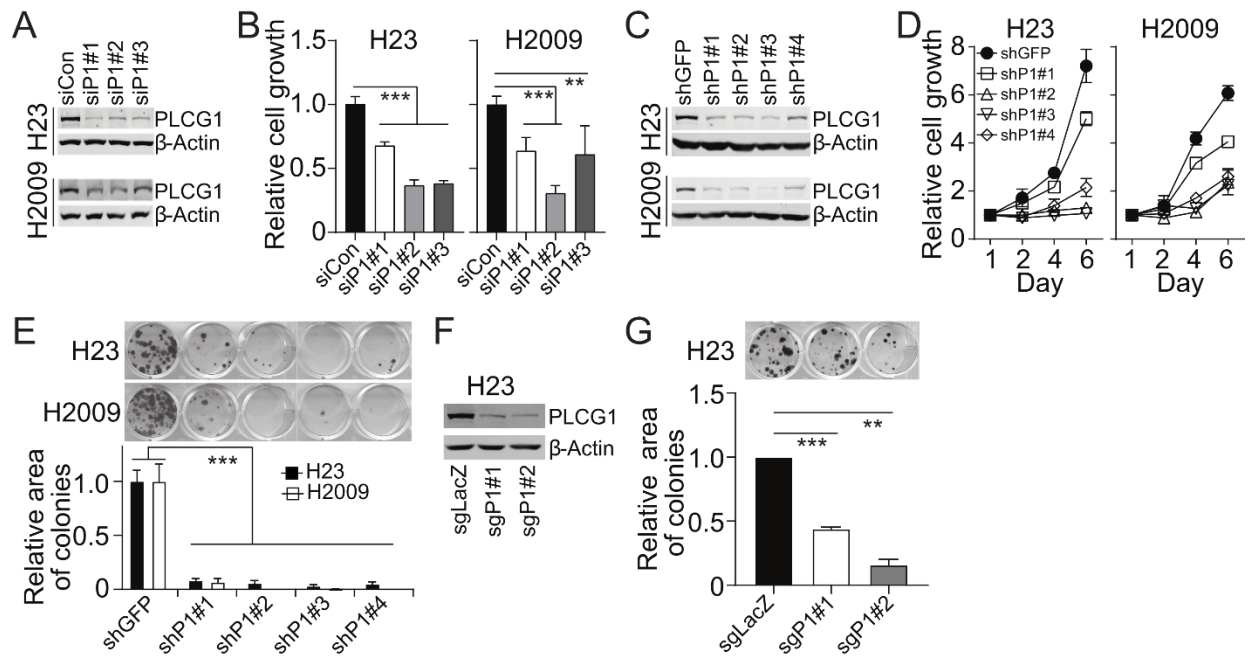 A
siCon
siP1#1
siP1#2
siP1#3
H23
PLCG1
β-Actin
H2009
PLCG1
β-Actin
B
H23
H2009
Relative cell growth
1.5
1.0
0.5
0
***
***
**
siCon
siP1#1
siP1#2
siP1#3
siCon
siP1#1
siP1#2
siP1#3
C
shGFP
shP1#1
shP1#2
shP1#3
shP1#4
H23
PLCG1
β-Actin
H2009
PLCG1
β-Actin
D
H23
H2009
Relative cell growth
8
6
4
2
0
shGFP
shP1#1
shP1#2
shP1#3
shP1#4
1 2 4 6
Day
1 2 4 6
Day
E
H23
H2009
Relative area
of colonies
1.0
0.5
0
***
H23
H2009
shGFP
shP1#1
shP1#2
shP1#3
shP1#4
F
H23
PLCG1
β-Actin
sgLacZ
sgP1#1
sgP1#2
G
H23
Relative area
of colonies
1.5
1.0
0.5
0
**
***
sgLacZ
sgP1#1
sgP1#2